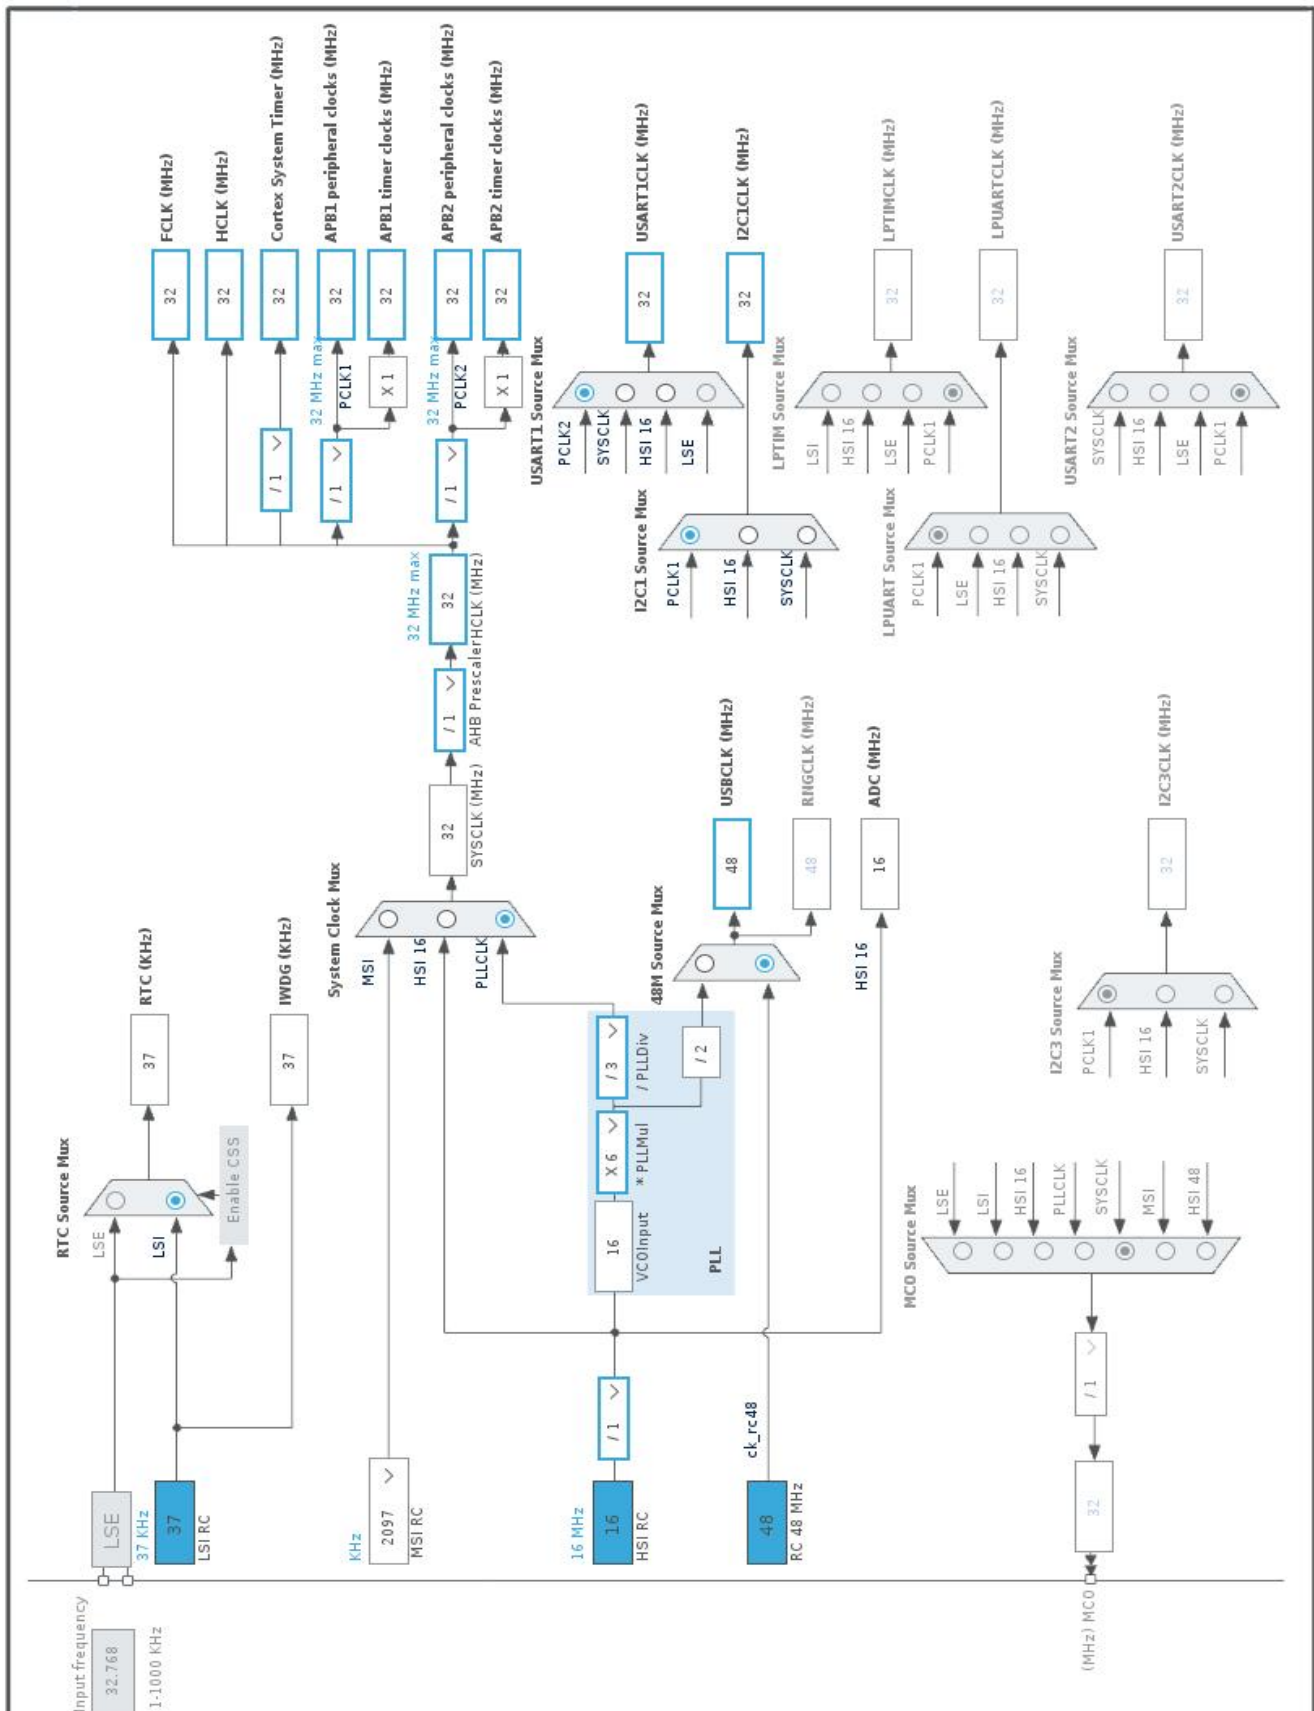 Input frequency
32.768
1-1000 KHz
LSE
37 KHz
37
LSI RC
RTC Source Mux
LSE
LSI
Enable CSS
37
RTC (KHz)
37
IWDG (KHz)
KHz
2097
MSI RC
16 MHz
16
HSI RC
/ 1
48
RC 48 MHz
ck_rc48
16
VCOInput
X 6
* PLLMul
/ 3
/ PLLDiv
/ 2
PLL
System Clock Mux
MSI
HSI 16
PLLCLK
32
SYSCLK (MHz)
/ 1
AHB Prescaler
32 MHz max
32
HCLK (MHz)
48M Source Mux
48
USBCLK (MHz)
48
RNGCLK (MHz)
HSI 16
16
ADC (MHz)
32
FCLK (MHz)
32
HCLK (MHz)
/ 1
32
Cortex System Timer (MHz)
/ 1
32 MHz max
PCLK1
32
APB1 peripheral clocks (MHz)
X 1
32
APB1 timer clocks (MHz)
/ 1
32 MHz max
PCLK2
32
APB2 peripheral clocks (MHz)
X 1
32
APB2 timer clocks (MHz)
USART1 Source Mux
PCLK2
SYSCLK
HSI 16
LSE
32
USART1CLK (MHz)
I2C1 Source Mux
PCLK1
HSI 16
SYSCLK
32
I2C1CLK (MHz)
LPTIM Source Mux
LSI
HSI 16
LSE
PCLK1
32
LPTIMCLK (MHz)
LPUART Source Mux
PCLK1
LSE
HSI 16
SYSCLK
32
LPUARTCLK (MHz)
USART2 Source Mux
SYSCLK
HSI 16
LSE
PCLK1
32
USART2CLK (MHz)
I2C3 Source Mux
PCLK1
HSI 16
SYSCLK
32
I2C3CLK (MHz)
MCO Source Mux
LSE
LSI
HSI 16
PLLCLK
SYSCLK
MSI
HSI 48
/ 1
32
(MHz) MCO